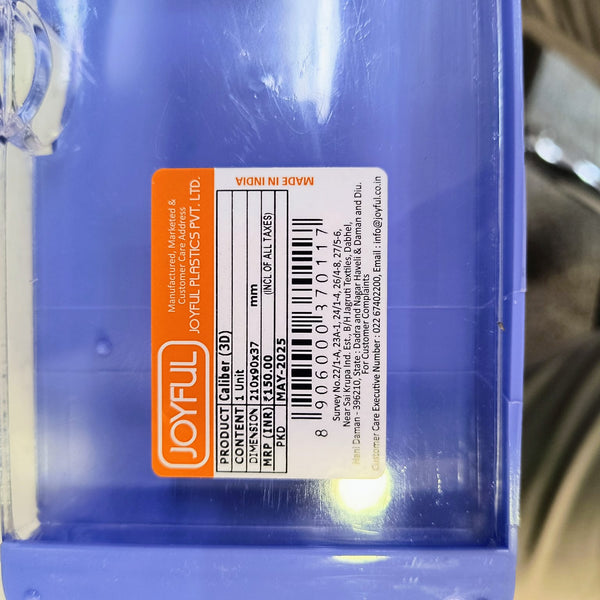 JOYFUL
Manufactured, Marketed &
Customer Care Address
JOYFUL PLASTICS PVT. LTD.
PRODUCT Caliber (3D)
CONTENT 1 Unit
DIMENSION 210x90x37 mm
MRP (INR) ₹150.00 (INCL OF ALL TAXES)
PKD MAY-2025
MADE IN INDIA
8 906000 370117
Survey No.22/1-A, 23A-1, 24/1-4, 26/4-8, 27/5-6,
Near Sai Krupa Ind. Est., B/H Jagruti Textiles, Dabhel,
Nani Daman - 396210, State : Dadra and Nagar Haveli & Daman and Diu.
For Customer Complaints
Customer Care Executive Number : 022 67402200, Email : info@joyful.co.in